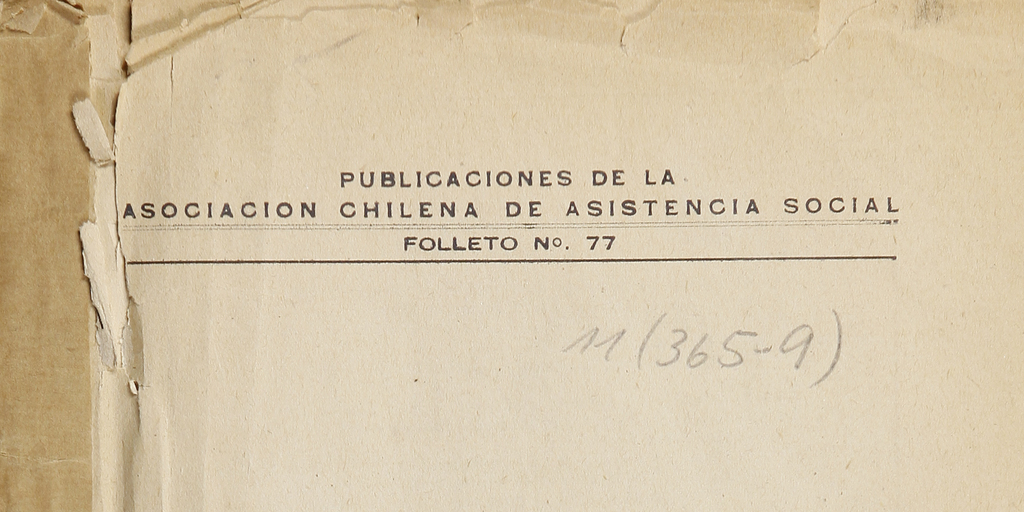 PUBLICACIONES DE LA
ASOCIACION CHILENA DE ASISTENCIA SOCIAL
FOLLETO Nº. 77
11 (365-9)